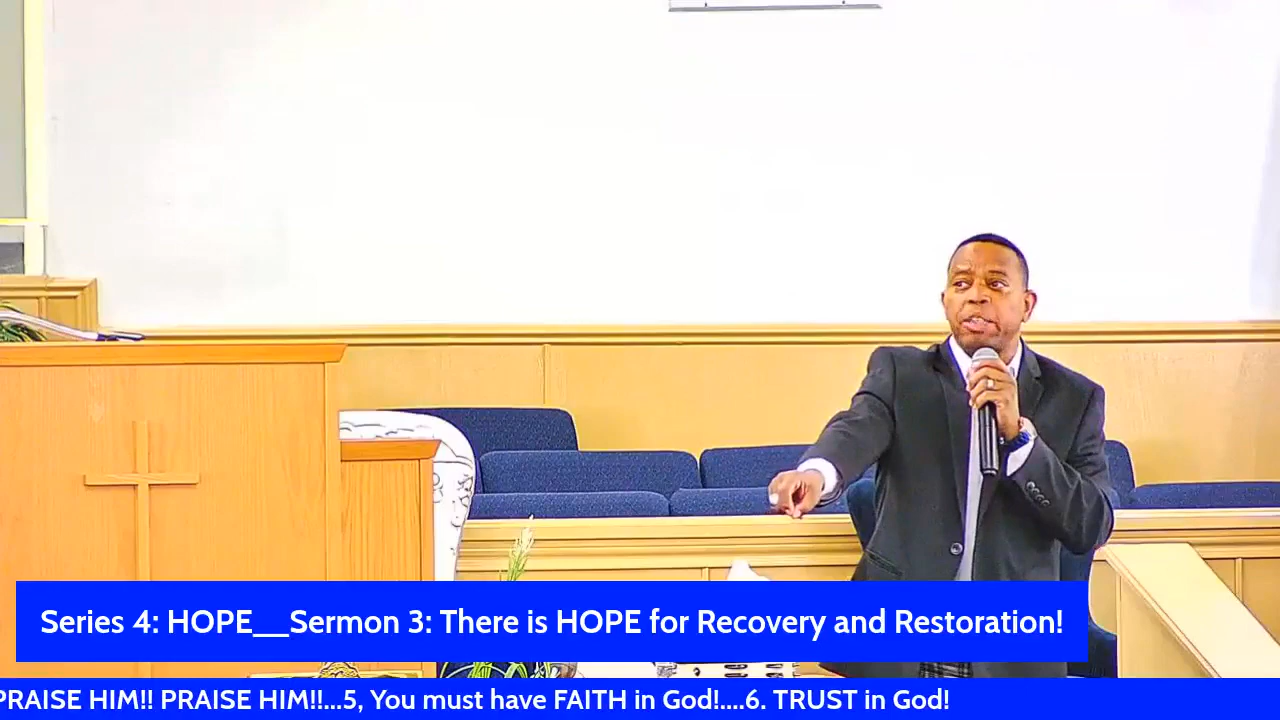 Series 4: HOPE__Sermon 3: There is HOPE for Recovery and Restoration!
PRAISE HIM!! PRAISE HIM!!...5, You must have FAITH in God!....6. TRUST in God!